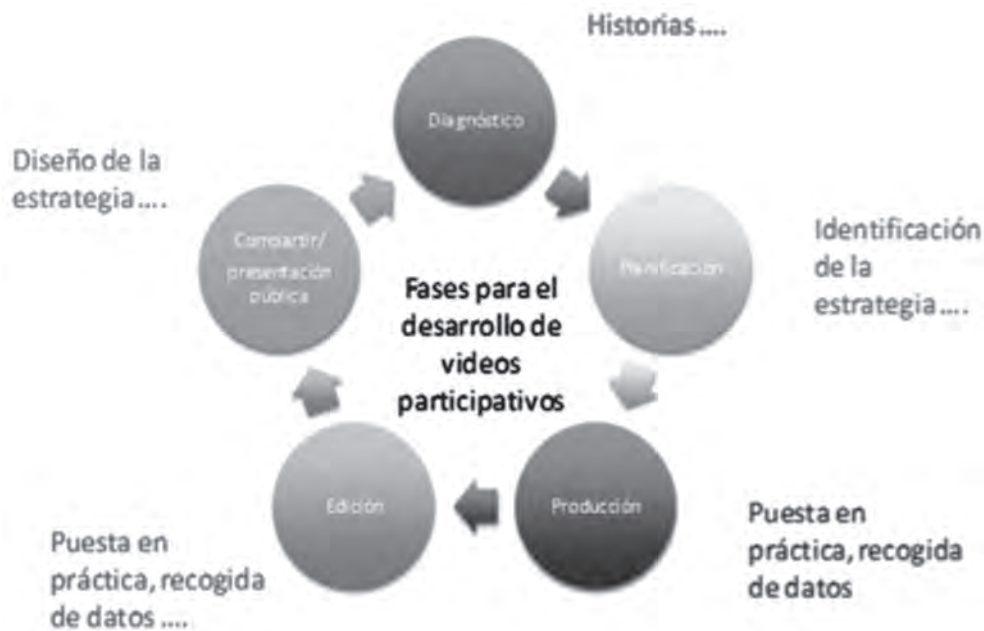 Historias ....
Diagnóstico
Diseño de la
estrategia ....
Compartir/
presentación
pública
Planificación
Identificación
de la
estrategia ....
Fases para el
desarrollo de
videos
participativos
Edición
Producción
Puesta en
práctica, recogida
de datos ....
Puesta en
práctica, recogida
de datos